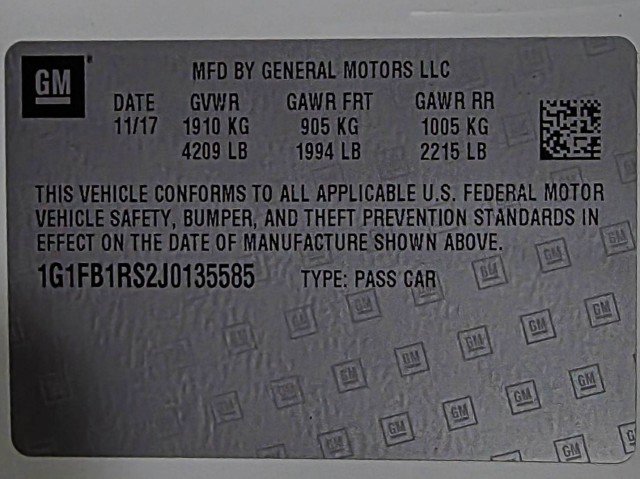 GM
MFD BY GENERAL MOTORS LLC
DATE GVWR GAWR FRT GAWR RR
11/17 1910 KG 905 KG 1005 KG
4209 LB 1994 LB 2215 LB
THIS VEHICLE CONFORMS TO ALL APPLICABLE U.S. FEDERAL MOTOR
VEHICLE SAFETY, BUMPER, AND THEFT PREVENTION STANDARDS IN
EFFECT ON THE DATE OF MANUFACTURE SHOWN ABOVE.
1G1FB1RS2J0135585 TYPE: PASS CAR